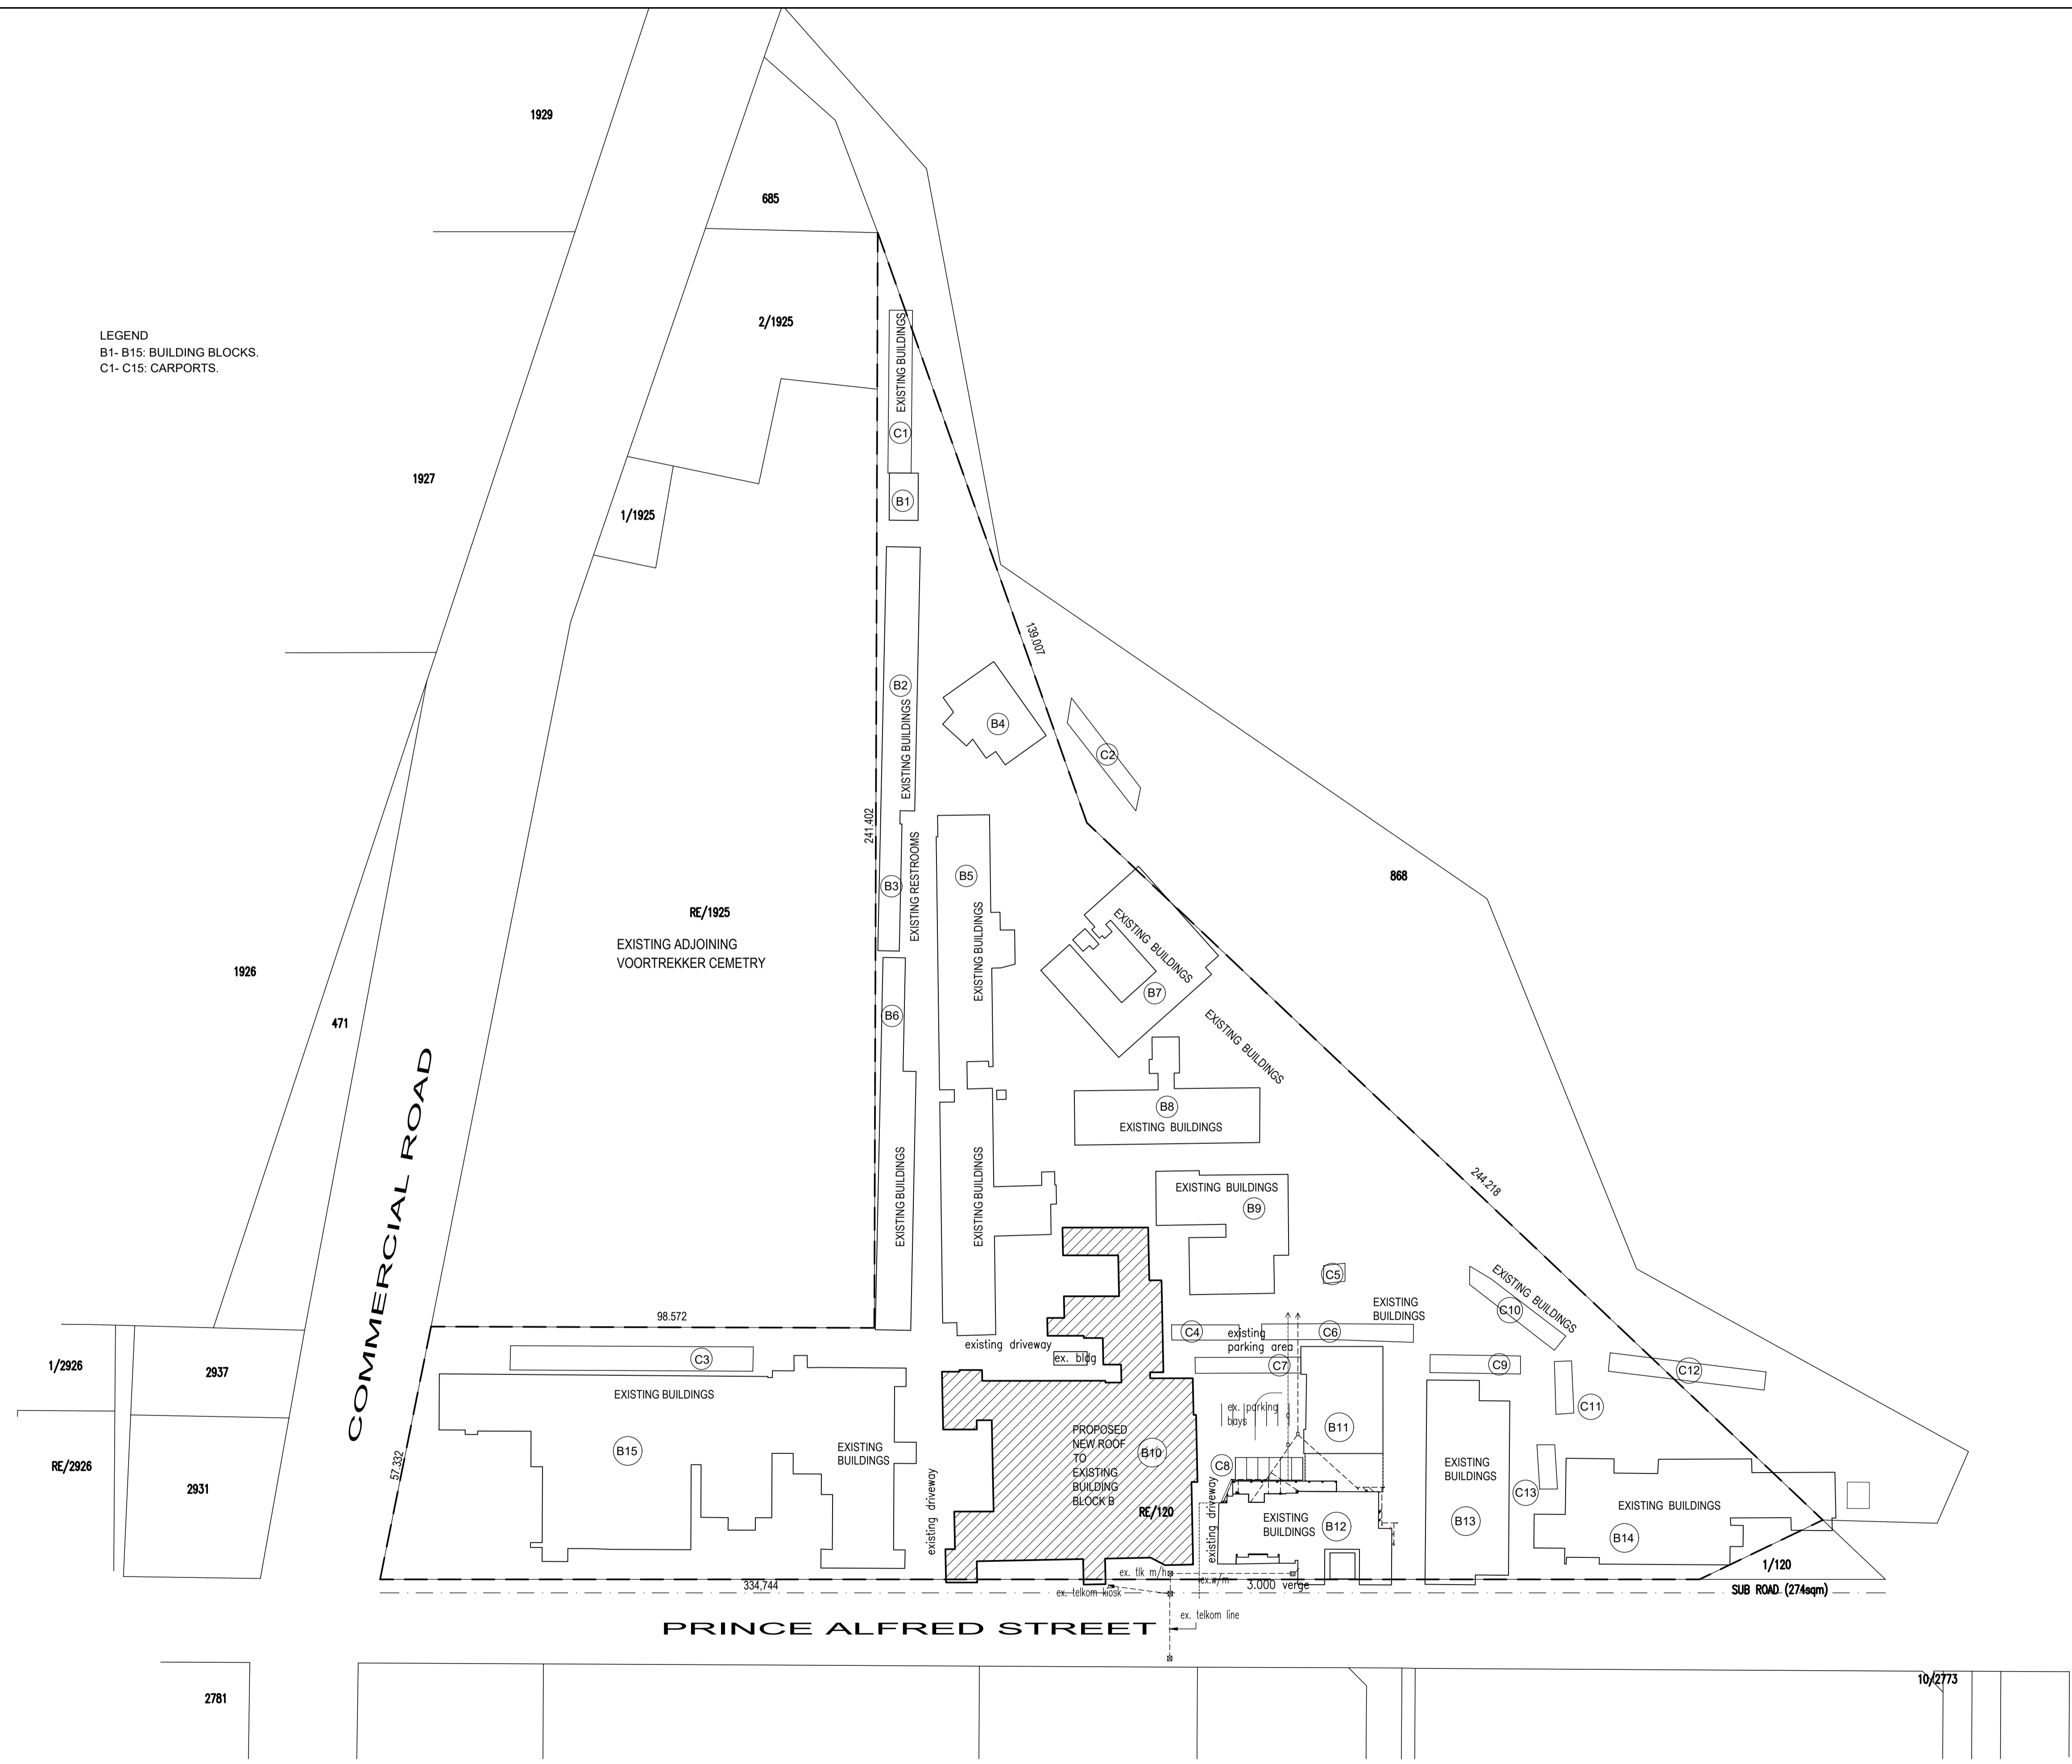 1929
685
2/1925
LEGEND
B1- B15: BUILDING BLOCKS.
C1- C15: CARPORTS.
EXISTING BUILDINGS
C1
1927
B1
1/1925
139.007
B2
EXISTING BUILDINGS
B4
C2
241.402
EXISTING RESTROOMS
B3
B5
868
RE/1925
EXISTING ADJOINING
VOORTREKKER CEMETRY
EXISTING BUILDINGS
EXISTING BUILDINGS
B7
1926
471
B6
EXISTING BUILDINGS
COMMERCIAL ROAD
B8
EXISTING BUILDINGS
EXISTING BUILDINGS
EXISTING BUILDINGS
244.218
EXISTING BUILDINGS
B9
C5
EXISTING BUILDINGS
C10
EXISTING
BUILDINGS
98.572
C4
existing
parking area
C6
existing driveway
ex. bldg
C3
C7
C9
C12
1/2926
2937
EXISTING BUILDINGS
C11
ex. parking
bays
B11
PROPOSED
NEW ROOF
TO
EXISTING
BUILDING
BLOCK B
B10
EXISTING
BUILDINGS
B15
57.332
RE/2926
2931
C8
EXISTING
BUILDINGS
C13
existing driveway
RE/120
existing driveway
EXISTING
BUILDINGS
B12
B13
EXISTING BUILDINGS
B14
1/120
334,744
ex. tlk m/h
ex.w/m
3.000 verge
ex. telkom kiosk
SUB ROAD (274sqm)
ex. telkom line
PRINCE ALFRED STREET
10/2773
2781